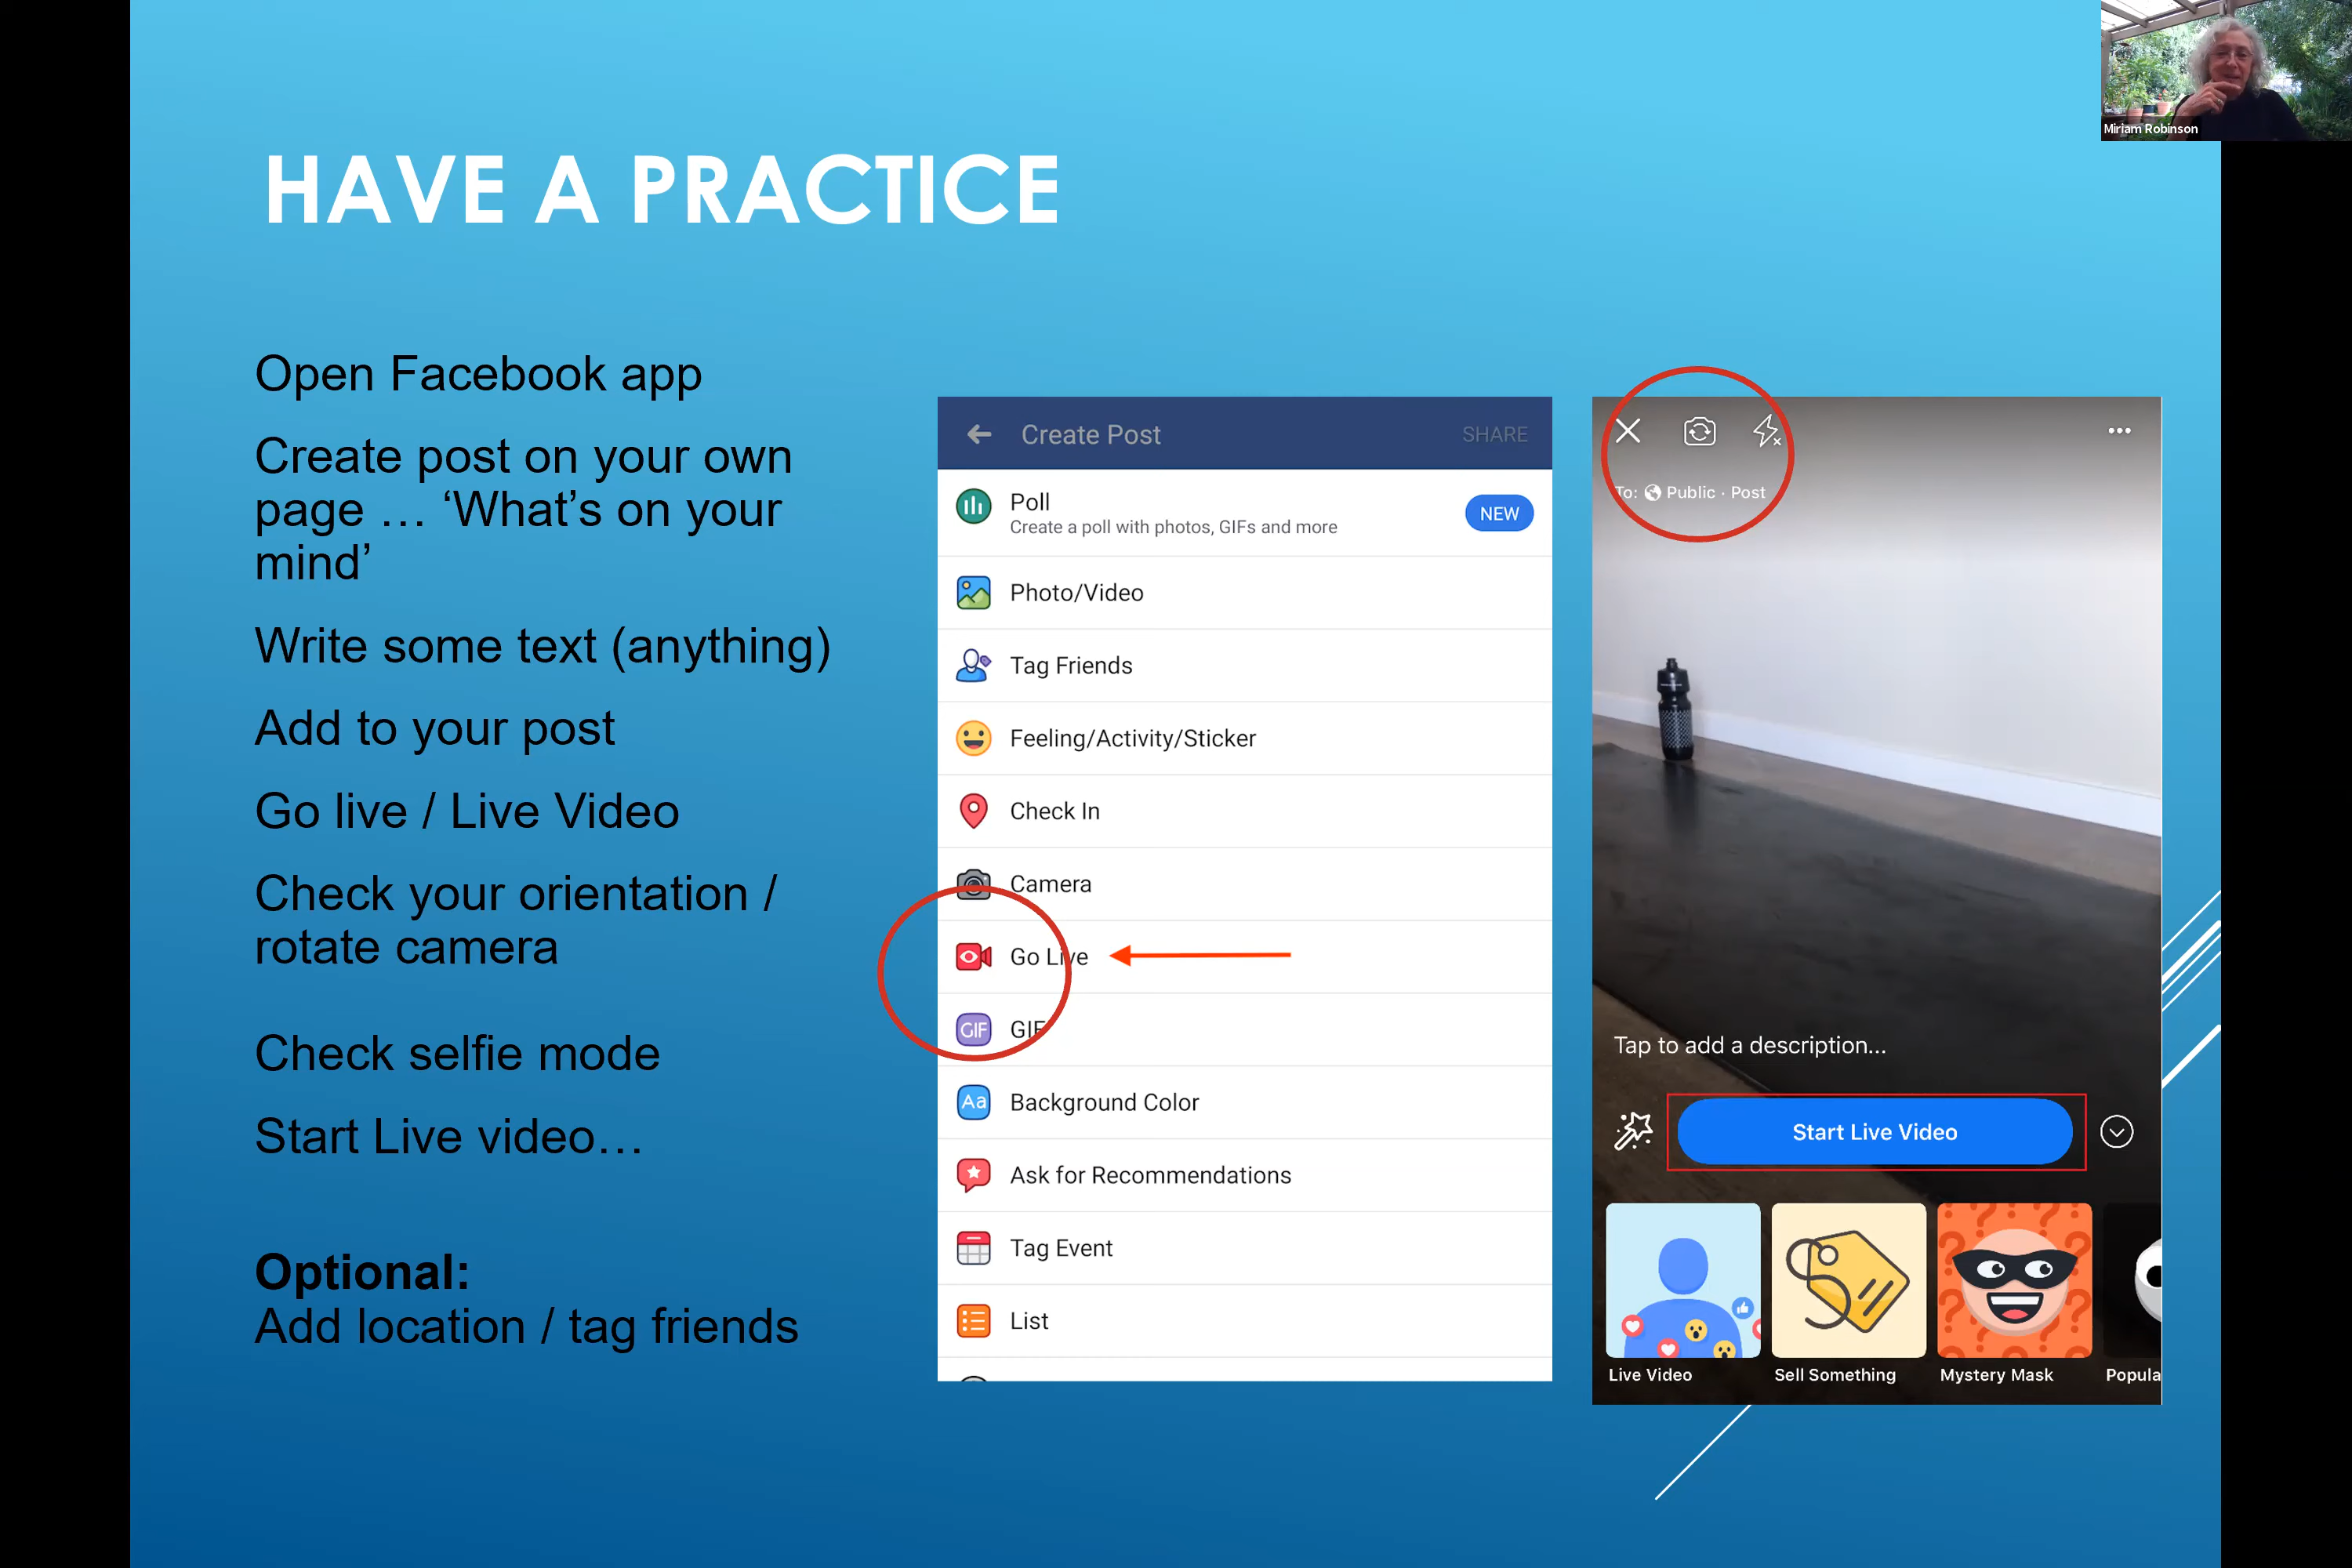 Miriam Robinson
HAVE A PRACTICE
Open Facebook app
Create post on your own
page … ‘What’s on your
mind’
Write some text (anything)
Add to your post
Go live / Live Video
Check your orientation /
rotate camera
Check selfie mode
Start Live video…
Optional:
Add location / tag friends
Create Post
SHARE
Poll
Create a poll with photos, GIFs and more
NEW
Photo/Video
Tag Friends
Feeling/Activity/Sticker
Check In
Camera
Go Live
GIF
GIF
Aa
Background Color
Ask for Recommendations
Tag Event
List
To: Public · Post
Tap to add a description...
Start Live Video
Live Video
Sell Something
Mystery Mask
Popula